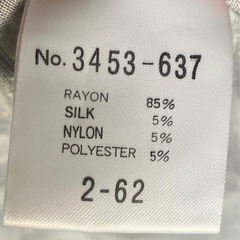 No. 3453-637
RAYON 85%
SILK 5%
NYLON 5%
POLYESTER 5%
2-62